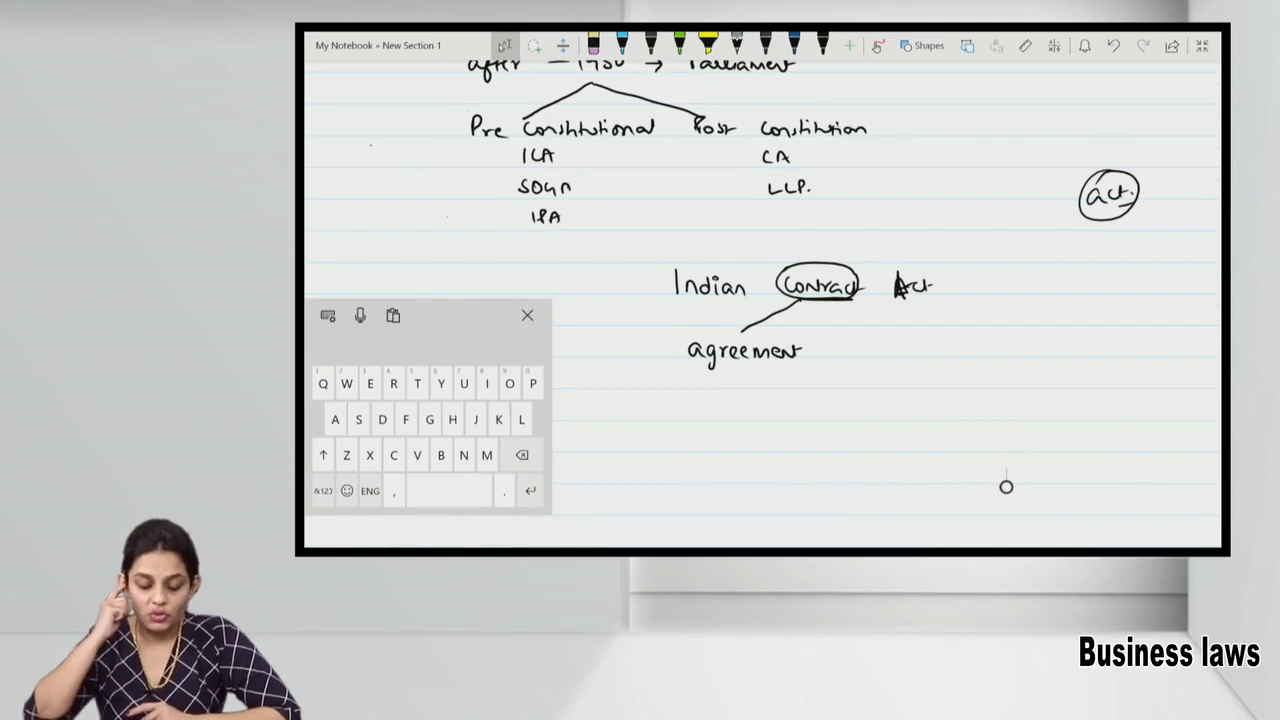 My Notebook » New Section 1
Shapes
after — 1950 → Parliament
Pre Constitutional Post Constitution
ICA CA
SOGA LLP.
IPA
act.
Indian Contract Act
agreement
Q W E R T Y U I O P
A S D F G H J K L
Z X C V B N M
&123 ENG , .
Business laws